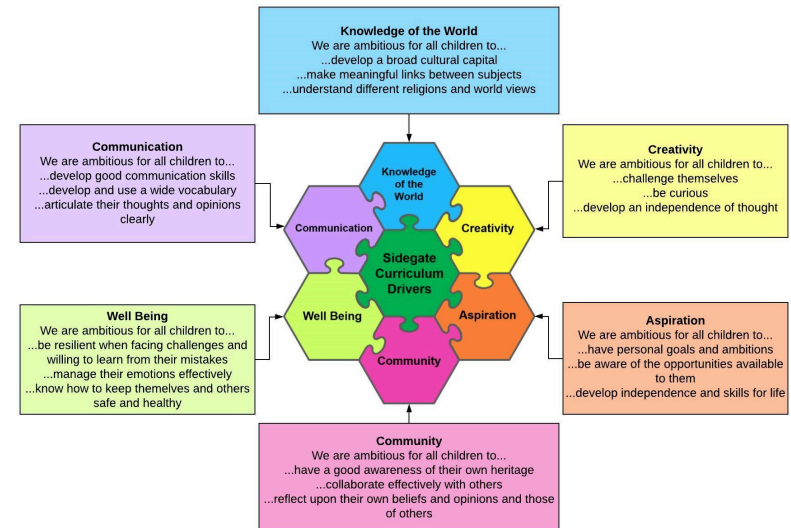 Knowledge of the World
We are ambitious for all children to...
...develop a broad cultural capital
...make meaningful links between subjects
...understand different religions and world views
Communication
We are ambitious for all children to...
...develop good communication skills
...develop and use a wide vocabulary
...articulate their thoughts and opinions
clearly
Creativity
We are ambitious for all children to...
...challenge themselves
...be curious
...develop an independence of thought
Knowledge
of the
World
Communication
Creativity
Sidegate
Curriculum
Drivers
Well Being
Aspiration
Community
Well Being
We are ambitious for all children to...
...be resilient when facing challenges and
willing to learn from their mistakes
...manage their emotions effectively
...know how to keep themelves and others
safe and healthy
Aspiration
We are ambitious for all children to...
...have personal goals and ambitions
...be aware of the opportunities available
to them
...develop independence and skills for life
Community
We are ambitious for all children to...
...have a good awareness of their own heritage
...collaborate effectively with others
...reflect upon their own beliefs and opinions and those
of others